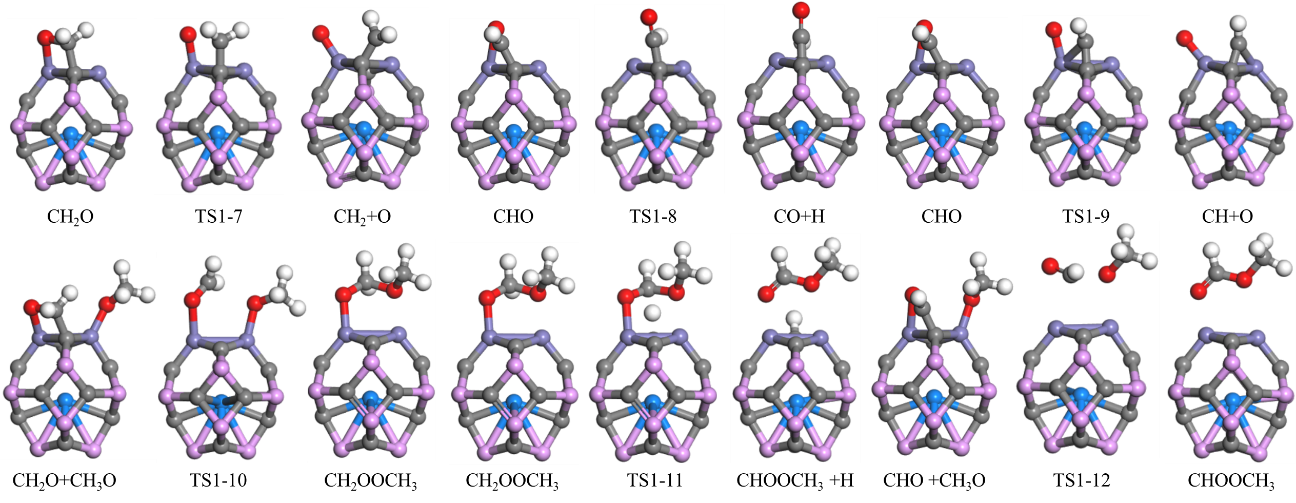 CH₂O TS1-7 CH₂+O CHO TS1-8 CO+H CHO TS1-9 CH+O
CH₂O+CH₃O TS1-10 CH₂OOCH₃ CH₂OOCH₃ TS1-11 CHOOCH₃ +H CHO +CH₃O TS1-12 CHOOCH₃